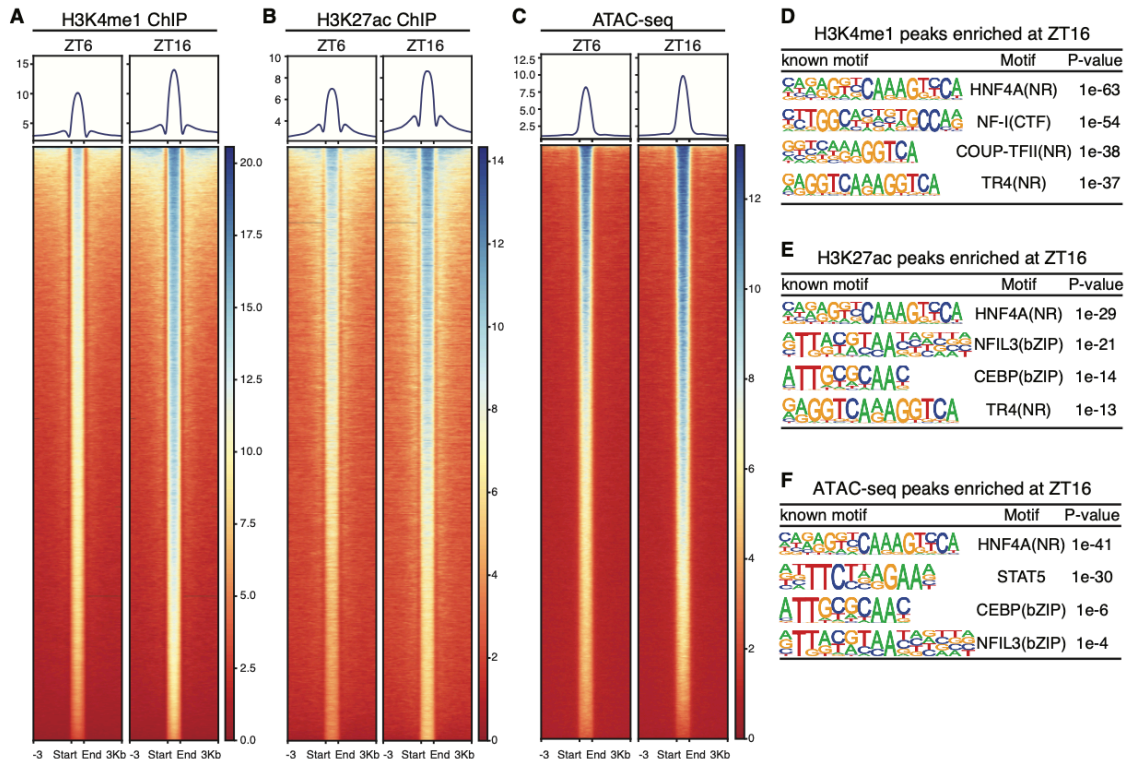 A
H3K4me1 ChIP
ZT6
ZT16
15
10
5
20.0
17.5
15.0
12.5
10.0
7.5
5.0
2.5
0.0
-3 Start End 3Kb -3 Start End 3Kb
B
H3K27ac ChIP
ZT6
ZT16
10
8
6
4
14
12
10
8
6
4
2
0
-3 Start End 3Kb -3 Start End 3Kb
C
ATAC-seq
ZT6
ZT16
12.5
10.0
7.5
5.0
2.5
12
10
8
6
4
2
0
-3 Start End 3Kb -3 Start End 3Kb
D
H3K4me1 peaks enriched at ZT16
known motif Motif P-value
HNF4A(NR) 1e-63
NF-I(CTF) 1e-54
COUP-TFII(NR) 1e-38
TR4(NR) 1e-37
E
H3K27ac peaks enriched at ZT16
known motif Motif P-value
HNF4A(NR) 1e-29
NFIL3(bZIP) 1e-21
CEBP(bZIP) 1e-14
TR4(NR) 1e-13
F
ATAC-seq peaks enriched at ZT16
known motif Motif P-value
HNF4A(NR) 1e-41
STAT5 1e-30
CEBP(bZIP) 1e-6
NFIL3(bZIP) 1e-4